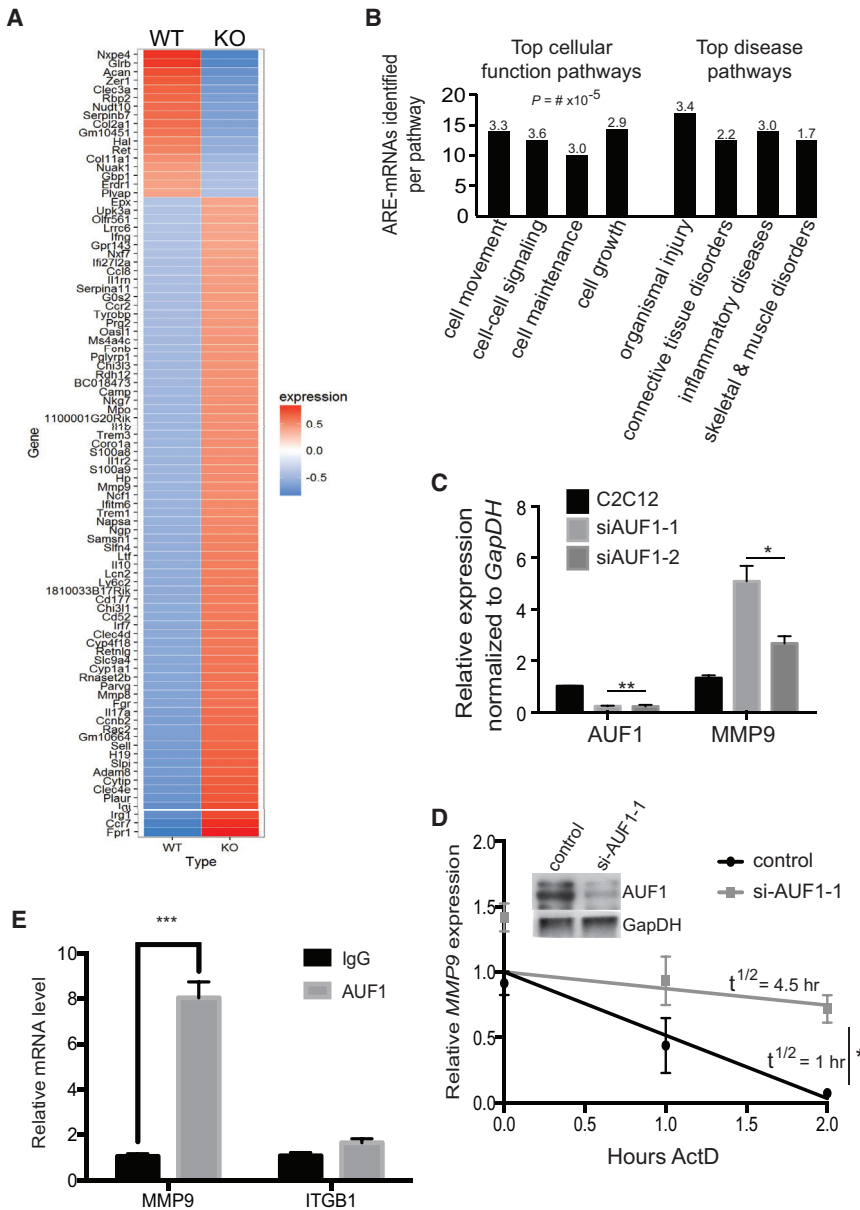 A
WT KO
Nxpe4
Glrb
Acan
Zer1
Clec3a
Rbp2
Nudt10
Serpinb7
Col2a1
Gm10451
Hal
Ret
Col11a1
Nuak1
Gbp1
Erdr1
Plvap
Epx
Upk3a
Olfr561
Lrrc6
Ifng
Gpr143
Nxf7
Ifi27l2a
Ccl8
Il1rn
Serpina11
G0s2
Ccr2
Tyrobp
Prg2
Oasl1
Ms4a4c
Fcnb
Pglyrp1
Chi3l3
Rdh12
BC018473
Camp
Nkg7
Mpo
1100001G20Rik
Il1b
Trem3
Coro1a
S100a8
Il1r2
S100a9
Hp
Mmp9
Ncf1
Ifitm6
Trem1
Napsa
Ngp
Samsn1
Slfn4
Ltf
Il10
Lcn2
Ly6c2
1810033B17Rik
Cd177
Chi3l1
Cd52
Irf7
Clec4d
Cyp4f18
Retnlg
Slc9a4
Cyp1a1
Rnaset2b
Parvg
Mmp8
Fgr
Il17a
Ccnb2
Rac2
Gm10664
Sell
H19
Slpi
Adam8
Cytip
Clec4e
Plaur
Irg1
Ccr7
Fpr1
Gene
WT KO
Type
expression
0.5
0.0
-0.5
B
Top cellular function pathways
Top disease pathways
P = # x10-5
ARE-mRNAs identified per pathway
20
15
10
5
0
3.3 3.6 3.0 2.9 3.4 2.2 3.0 1.7
cell movement
cell-cell signaling
cell maintenance
cell growth
organismal injury
connective tissue disorders
inflammatory diseases
skeletal & muscle disorders
C
C2C12
siAUF1-1
siAUF1-2
Relative expression normalized to GapDH
8
6
4
2
0
**
*
AUF1 MMP9
D
control
si-AUF1-1
AUF1
GapDH
control
si-AUF1-1
Relative MMP9 expression
2.0
1.5
1.0
0.5
0.0
t1/2 = 4.5 hr
t1/2 = 1 hr
*
0.0 0.5 1.0 1.5 2.0
Hours ActD
E
***
IgG
AUF1
Relative mRNA level
10
8
6
4
2
0
MMP9 ITGB1